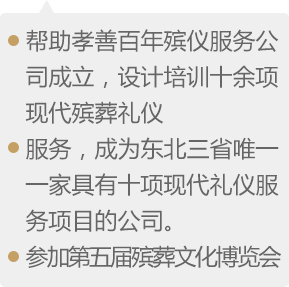 帮助孝善百年殡仪服务公
司成立，设计培训十余项
现代殡葬礼仪
服务，成为东北三省唯一
一家具有十项现代礼仪服
务项目的公司。
参加第五届殡葬文化博览会